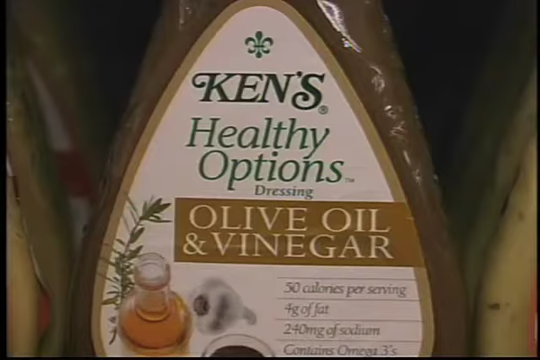 KEN'S®
Healthy
Options™
Dressing
OLIVE OIL
& VINEGAR
50 calories per serving
4g of fat
240mg of sodium
Contains Omega 3's